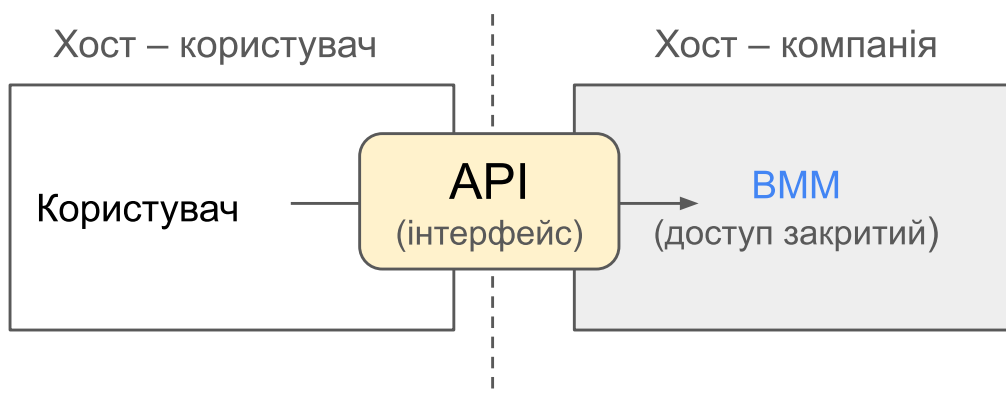 Хост – користувач
Хост – компанія
Користувач
API
(інтерфейс)
ВММ
(доступ закритий)